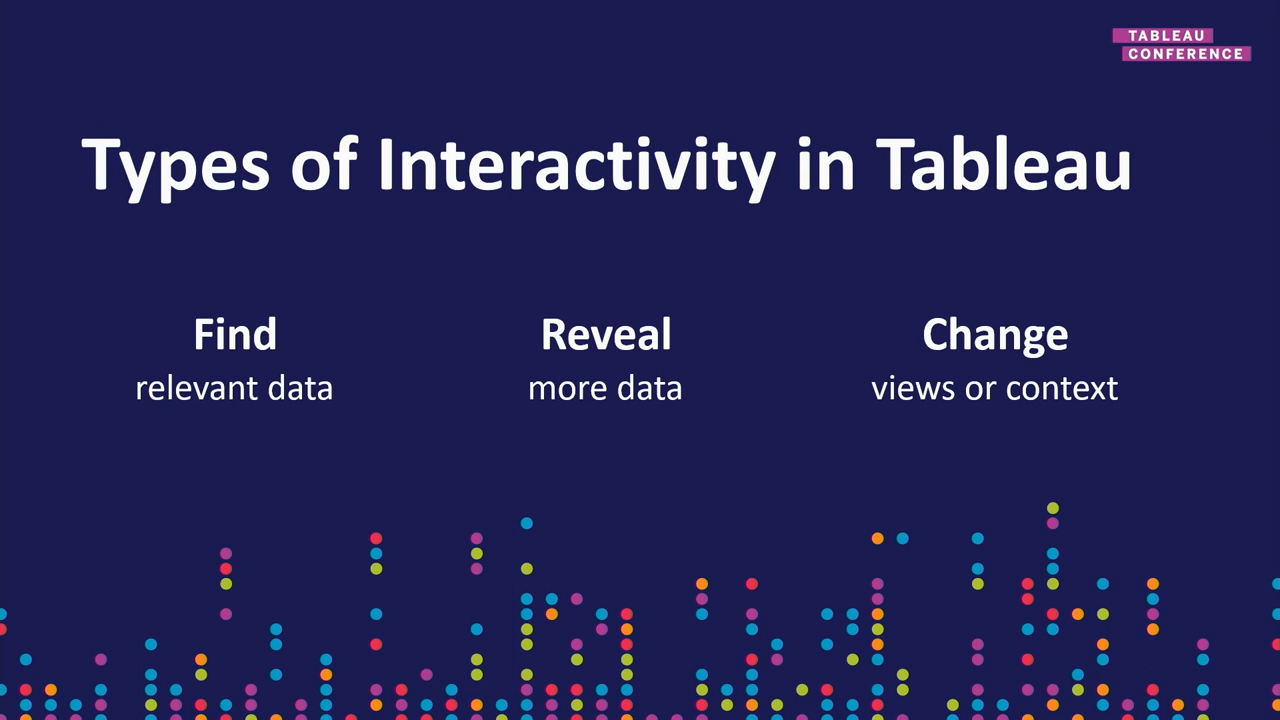 TABLEAU
CONFERENCE
Types of Interactivity in Tableau
Find
relevant data
Reveal
more data
Change
views or context